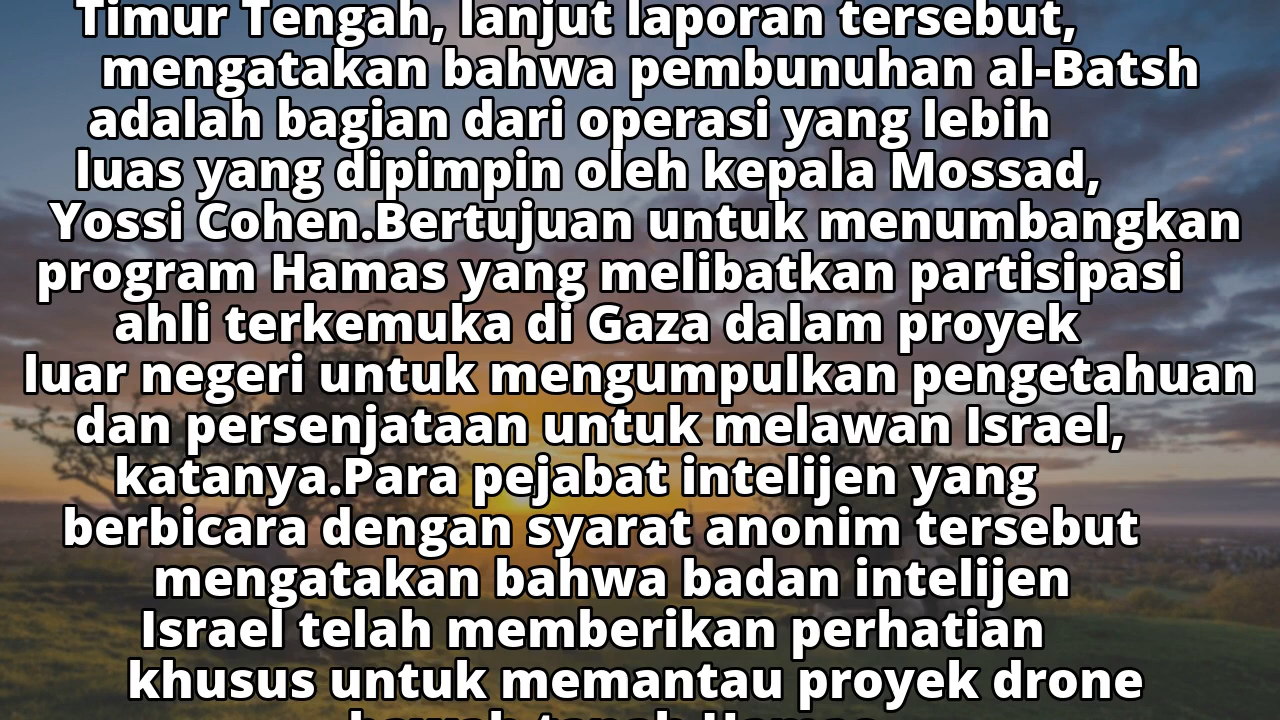 Timur Tengah, lanjut laporan tersebut,
mengatakan bahwa pembunuhan al-Batsh
adalah bagian dari operasi yang lebih
luas yang dipimpin oleh kepala Mossad,
Yossi Cohen.Bertujuan untuk menumbangkan
program Hamas yang melibatkan partisipasi
ahli terkemuka di Gaza dalam proyek
luar negeri untuk mengumpulkan pengetahuan
dan persenjataan untuk melawan Israel,
katanya.Para pejabat intelijen yang
berbicara dengan syarat anonim tersebut
mengatakan bahwa badan intelijen
Israel telah memberikan perhatian
khusus untuk memantau proyek drone